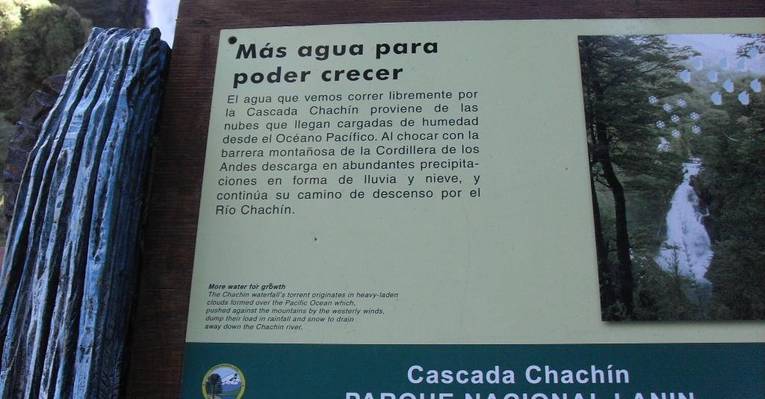 Más agua para
poder crecer
El agua que vemos correr libremente por
la Cascada Chachín proviene de las
nubes que llegan cargadas de humedad
desde el Océano Pacífico. Al chocar con la
barrera montañosa de la Cordillera de los
Andes descarga en abundantes precipita-
ciones en forma de lluvia y nieve, y
continúa su camino de descenso por el
Río Chachín.
More water for growth
The Chachin waterfall's torrent originates in heavy-laden
clouds formed over the Pacific Ocean which,
pushed against the mountains by the westerly winds,
dump their load in rainfall and snow to drain
away down the Chachin river.
Cascada Chachín
PARQUE NACIONAL LANIN